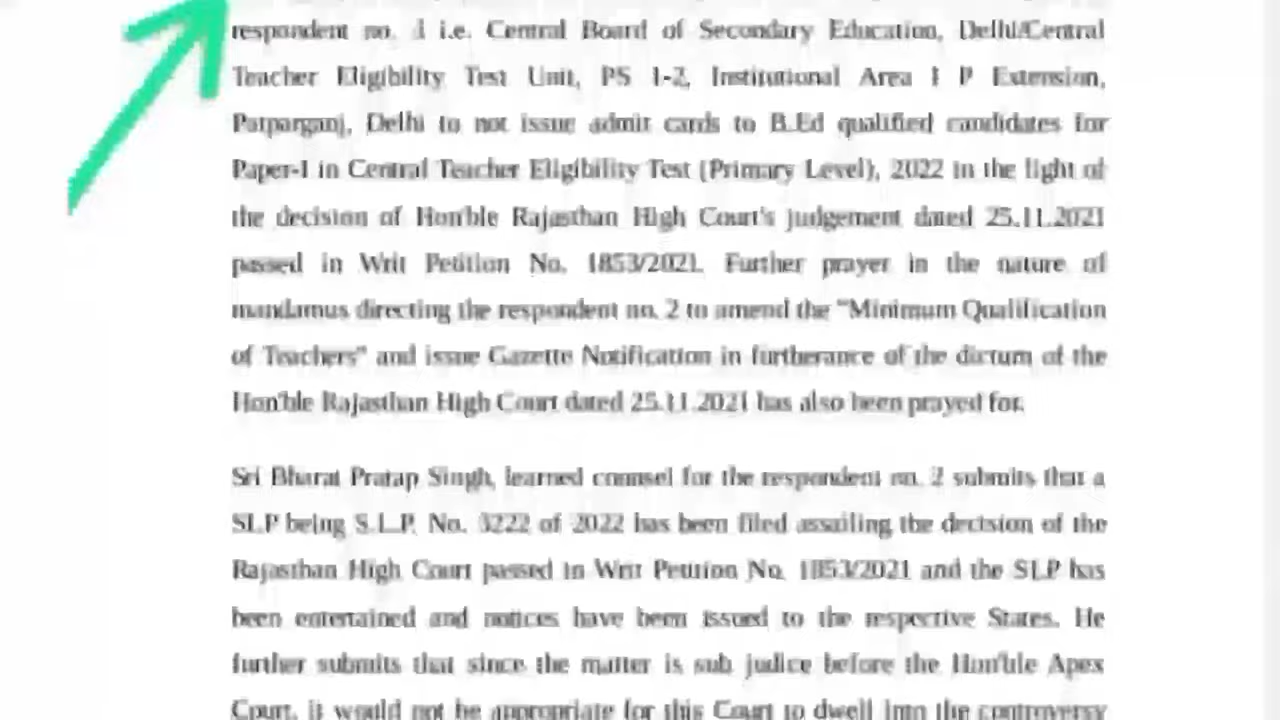 respondent no. i.e. Central Board of Secondary Education, Delhi/Central
Teacher Eligibility Test Unit, PS 1-2, Institutional Area I P Extension,
Patparganj, Delhi to not issue admit cards to B.Ed qualified candidates for
Paper-I in Central Teacher Eligibility Test (Primary Level), 2022 in the light of
the decision of Hon'ble Rajasthan High Court's judgement dated 25.11.2021
passed in Writ Petition No. 1853/2021. Further prayer in the nature of
mandamus directing the respondent no. 2 to amend the "Minimum Qualification
of Teachers" and issue Gazette Notification in furtherance of the dictum of the
Hon'ble Rajasthan High Court dated 25.11.2021 has also been prayed for.
Sri Bharat Pratap Singh, learned counsel for the respondent no. 2 submits that a
SLP being S.L.P. No. 3222 of 2022 has been filed assailing the decision of the
Rajasthan High Court passed in Writ Petition No. 1853/2021 and the SLP has
been entertained and notices have been issued to the respective States. He
further submits that since the matter is sub judice before the Hon'ble Apex
Court, it would not be appropriate for this Court to dwell into the controversy